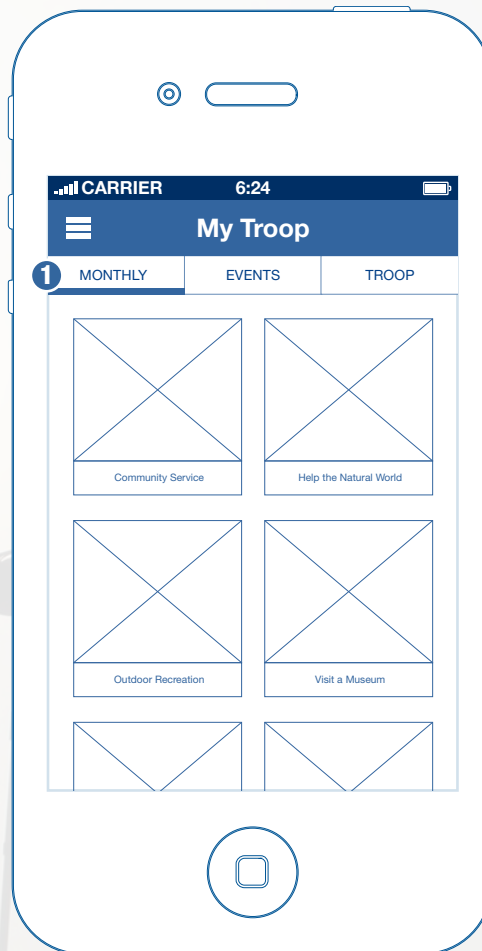 CARRIER 6:24
My Troop
1 MONTHLY EVENTS TROOP
Community Service Help the Natural World
Outdoor Recreation Visit a Museum